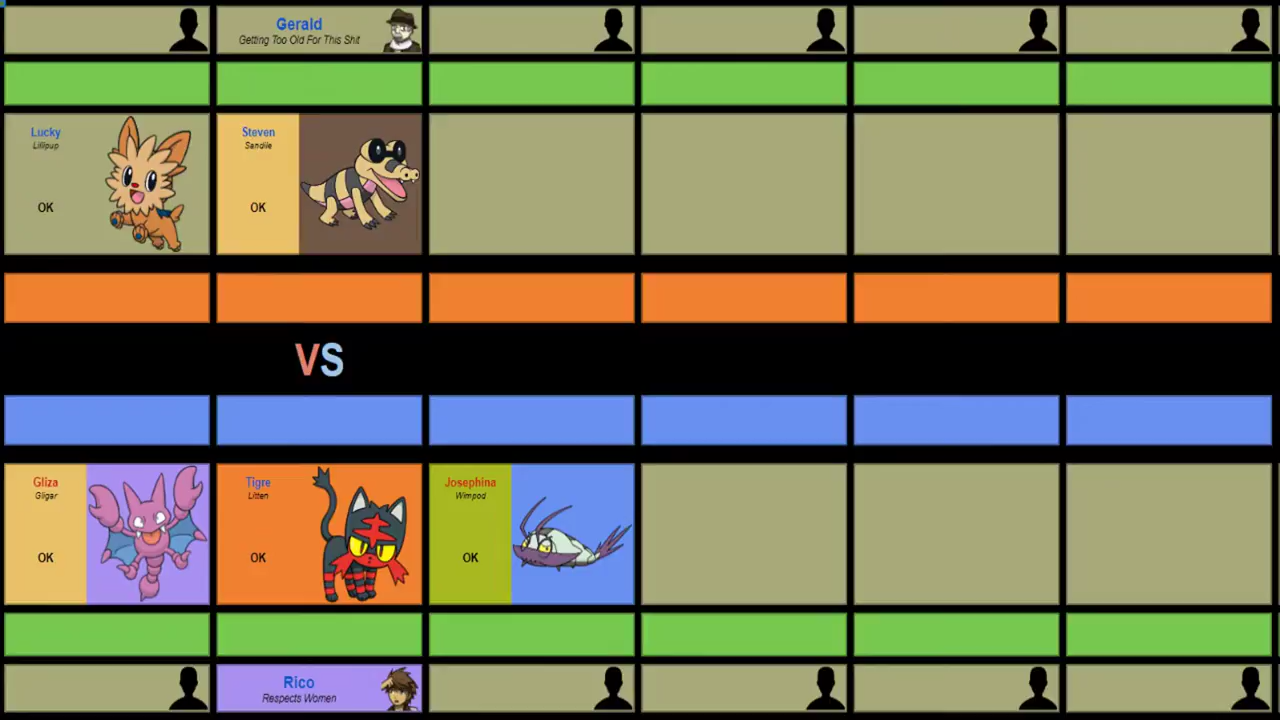 Gerald
Getting Too Old For This Shit
Lucky
Lillipup
OK
Steven
Sandile
OK
VS
Gliza
Gligar
OK
Tigre
Litten
OK
Josephina
Wimpod
OK
Rico
Respects Women